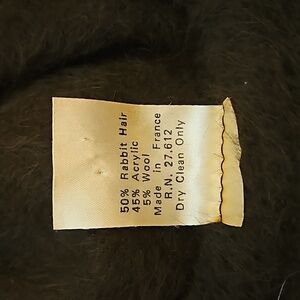 50% Rabbit Hair
45% Acrylic
5% Wool
Made in France
R.N. 27.612
Dry Clean Only